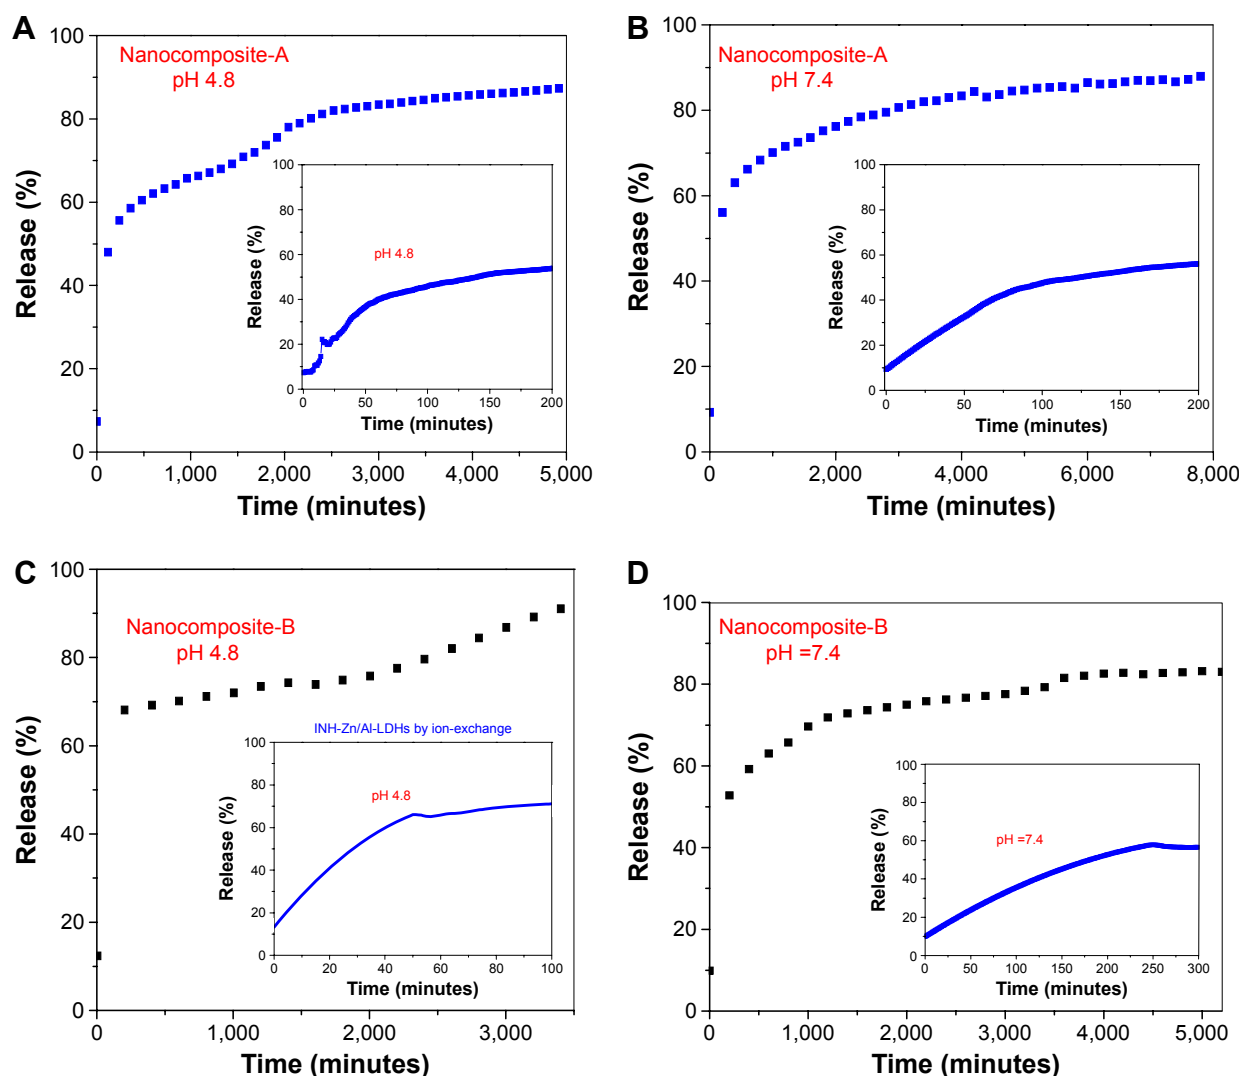 A
Nanocomposite-A
pH 4.8
Release (%)
100
80
60
40
20
0
0
1,000
2,000
3,000
4,000
5,000
Time (minutes)
pH 4.8
Release (%)
100
80
60
40
20
0
0
50
100
150
200
Time (minutes)
B
Nanocomposite-A
pH 7.4
Release (%)
100
80
60
40
20
0
0
2,000
4,000
6,000
8,000
Time (minutes)
Release (%)
100
80
60
40
20
0
0
50
100
150
200
Time (minutes)
C
Nanocomposite-B
pH 4.8
Release (%)
100
80
60
40
20
0
0
1,000
2,000
3,000
Time (minutes)
INH-Zn/Al-LDHs by ion-exchange
pH 4.8
Release (%)
100
80
60
40
20
0
0
20
40
60
80
100
Time (minutes)
D
Nanocomposite-B
pH =7.4
Release (%)
100
80
60
40
20
0
0
1,000
2,000
3,000
4,000
5,000
Time (minutes)
pH =7.4
Release (%)
100
80
60
40
20
0
0
50
100
150
200
250
300
Time (minutes)